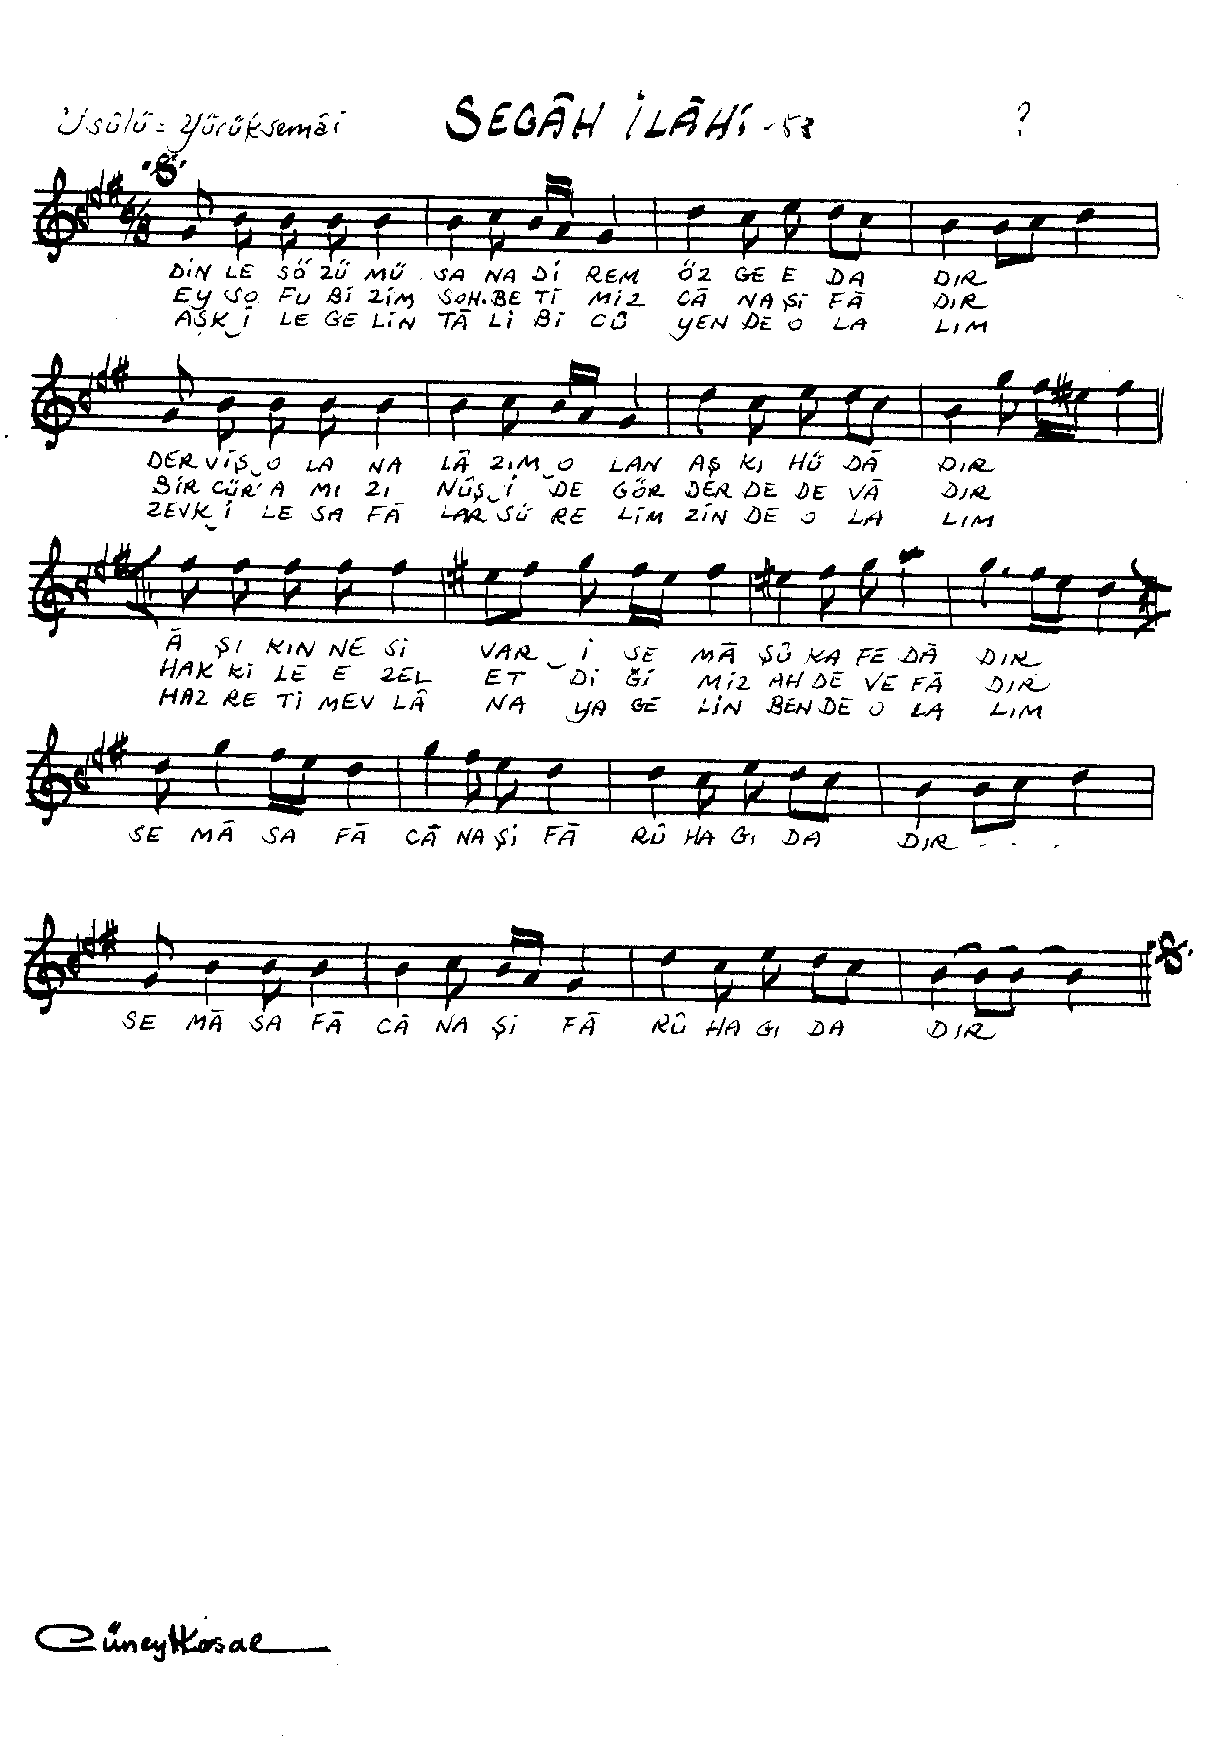 Usûlü = Yürüksemâi SEGÂH İLÂHİ -53 ?
6/8
DİN LE SÖ ZÜ MÜ SA NA Dİ REM ÖZ GE E DA DIR
EY SO FU Bİ ZİM SOH.BE Tİ MİZ CÂ NA Şİ FÂ DIR
AŞK İ LE GE LİN TÂ Lİ Bİ CÛ YEN DE O LA LIM
DER VİŞ O LA NA LÂ ZIM O LAN AŞ KI HÜ DÂ DIR
BİR CÜR'A MI ZI NÛŞ İ DE GÖR DER DE DE VÂ DIR
ZEVK İ LE SA FÂ LAR SÜ RE LİM ZİN DE O LA LIM
Â ŞI KIN NE Sİ VAR İ SE MÂ ŞÛ KA FE DÂ DIR
HAK Kİ LE E ZEL ET Dİ Ğİ MİZ AH DE VE FÂ DIR
HAZ RE Tİ MEV LÂ NA YA GE LİN BEN DE O LA LIM
SE MÂ SA FÂ CÂ NA Şİ FÂ RÛ HA GI DA DIR . . .
SE MÂ SA FÂ CÂ NA Şİ FÂ RÛ HA GI DA DIR
Cüneyt Kosal